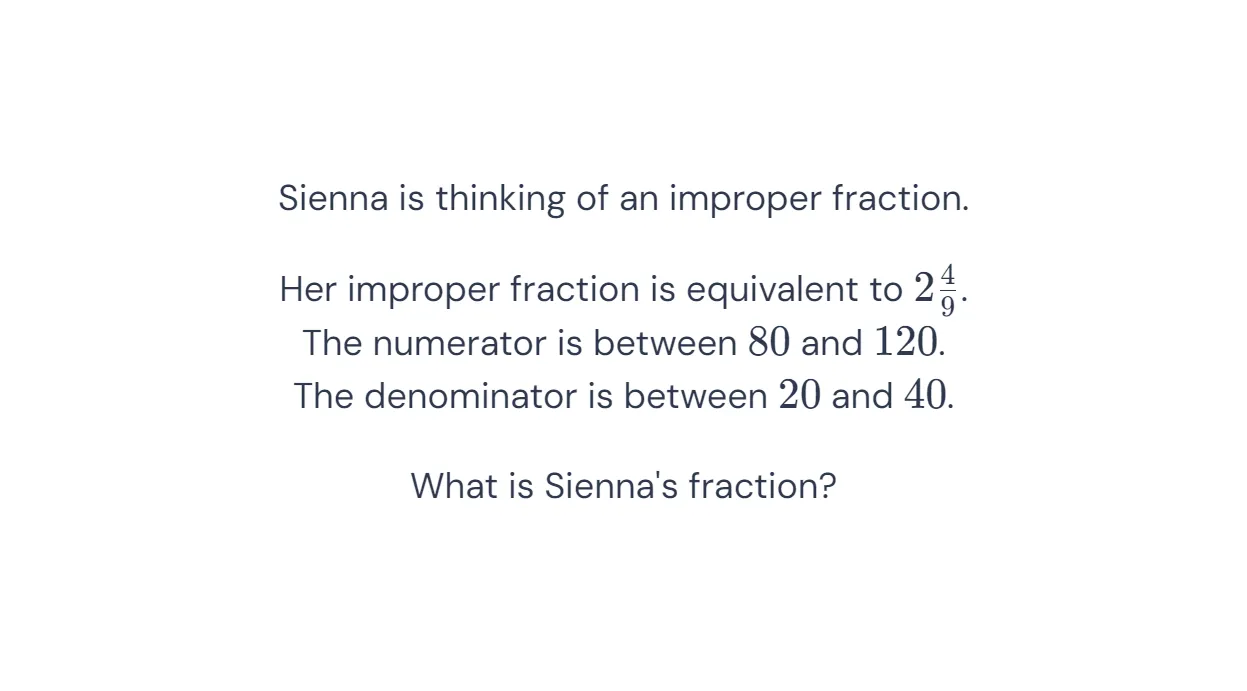 Sienna is thinking of an improper fraction.
Her improper fraction is equivalent to 2 4/9.
The numerator is between 80 and 120.
The denominator is between 20 and 40.
What is Sienna's fraction?